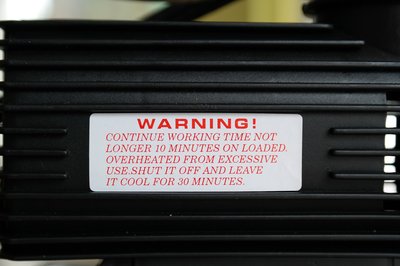 WARNING!
CONTINUE WORKING TIME NOT
LONGER 10 MINUTES ON LOADED.
OVERHEATED FROM EXCESSIVE
USE.SHUT IT OFF AND LEAVE
IT COOL FOR 30 MINUTES.